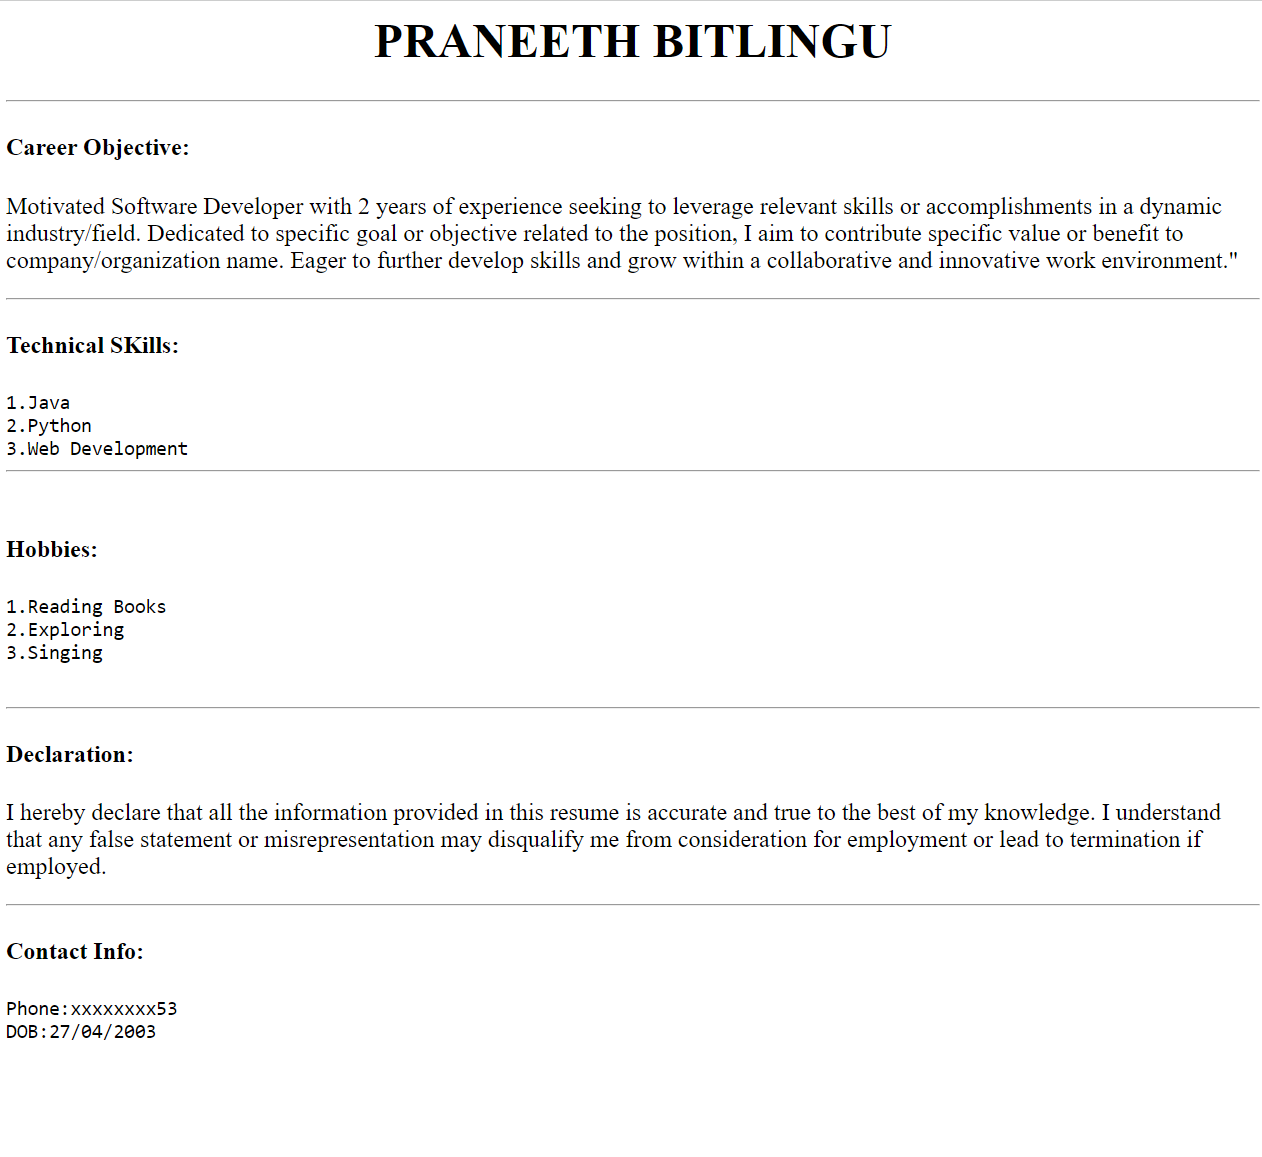 PRANEETH BITLINGU
Career Objective:
Motivated Software Developer with 2 years of experience seeking to leverage relevant skills or accomplishments in a dynamic
industry/field. Dedicated to specific goal or objective related to the position, I aim to contribute specific value or benefit to
company/organization name. Eager to further develop skills and grow within a collaborative and innovative work environment."
Technical SKills:
1.Java
2.Python
3.Web Development
Hobbies:
1.Reading Books
2.Exploring
3.Singing
Declaration:
I hereby declare that all the information provided in this resume is accurate and true to the best of my knowledge. I understand
that any false statement or misrepresentation may disqualify me from consideration for employment or lead to termination if
employed.
Contact Info:
Phone:xxxxxxxx53
DOB:27/04/2003